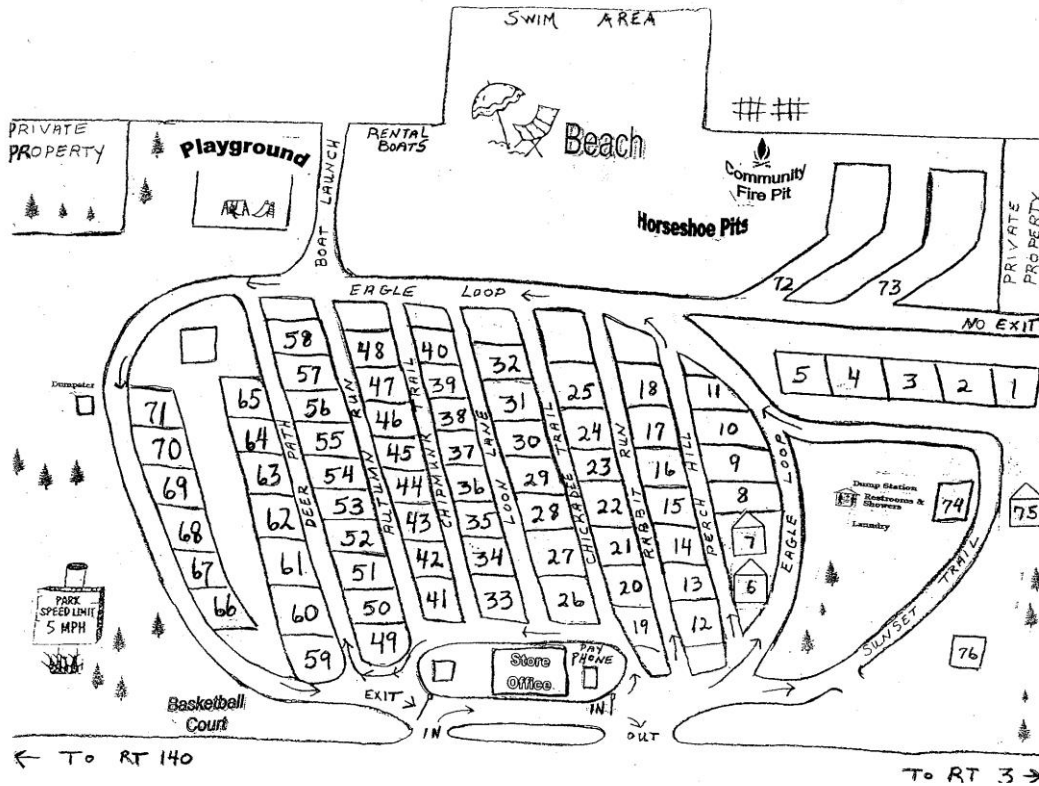 SWIM AREA
PRIVATE
PROPERTY
Playground
BOAT LAUNCH
RENTAL
BOATS
Beach
Community
Fire Pit
Horseshoe Pits
PRIVATE
PROPERTY
72
73
EAGLE LOOP
NO EXIT
5 4 3 2 1
58
57
56
55
54
53
52
51
50
49
48
47
46
45
44
43
42
41
40
39
38
37
36
35
34
33
32
31
30
29
28
27
26
25
24
23
22
21
20
19
18
17
16
15
14
13
12
11
10
9
8
7
6
65
64
63
62
61
60
59
Dumpster
71
70
69
68
67
66
DEER PATH
AUTUMAN RUN
CHIPMUNK TRAIL
LOON LANE
CHICKADEE TRAIL
RABBIT RUN
PERCH HILL
EAGLE LOOP
Dump Station
Restrooms &
Showers
Laundry
74
75
SUNSET TRAIL
76
PARK
SPEED LIMIT
5 MPH
Store
Office
PAY
PHONE
Basketball
Court
EXIT
IN
IN
OUT
← TO RT 140
TO RT 3 →